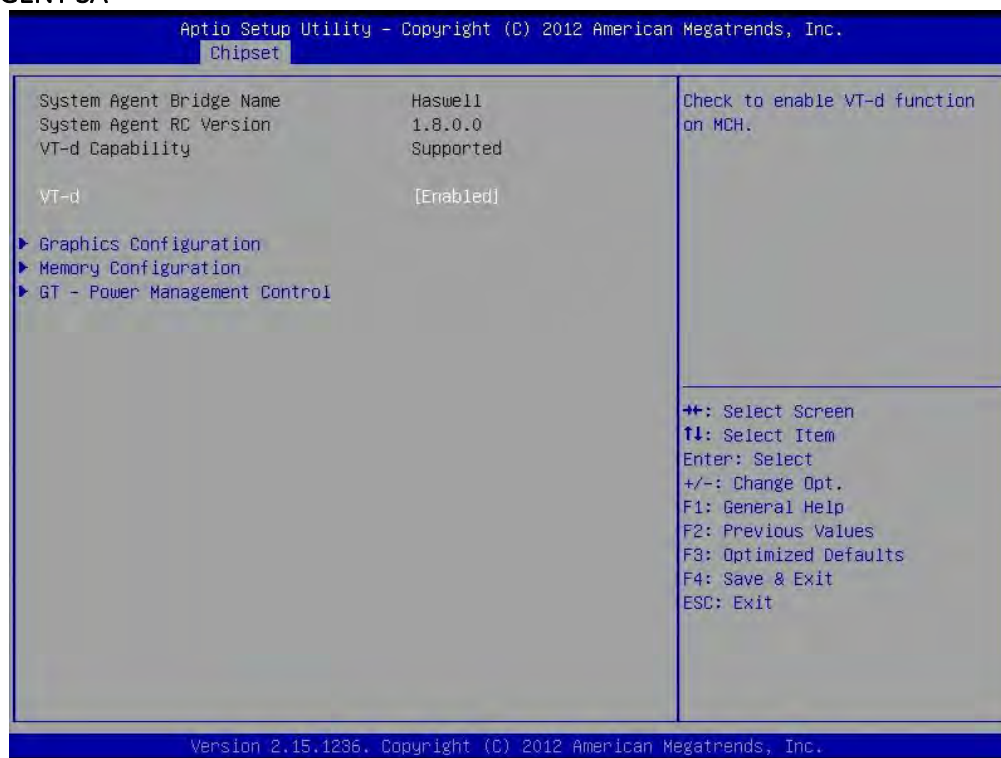 Aptio Setup Utility – Copyright (C) 2012 American Megatrends, Inc.
Chipset
System Agent Bridge Name Haswell
System Agent RC Version 1.8.0.0
VT-d Capability Supported
VT-d [Enabled]
Graphics Configuration
Memory Configuration
GT – Power Management Control
Check to enable VT-d function
on MCH.
→←: Select Screen
↑↓: Select Item
Enter: Select
+/-: Change Opt.
F1: General Help
F2: Previous Values
F3: Optimized Defaults
F4: Save & Exit
ESC: Exit
Version 2.15.1236. Copyright (C) 2012 American Megatrends, Inc.